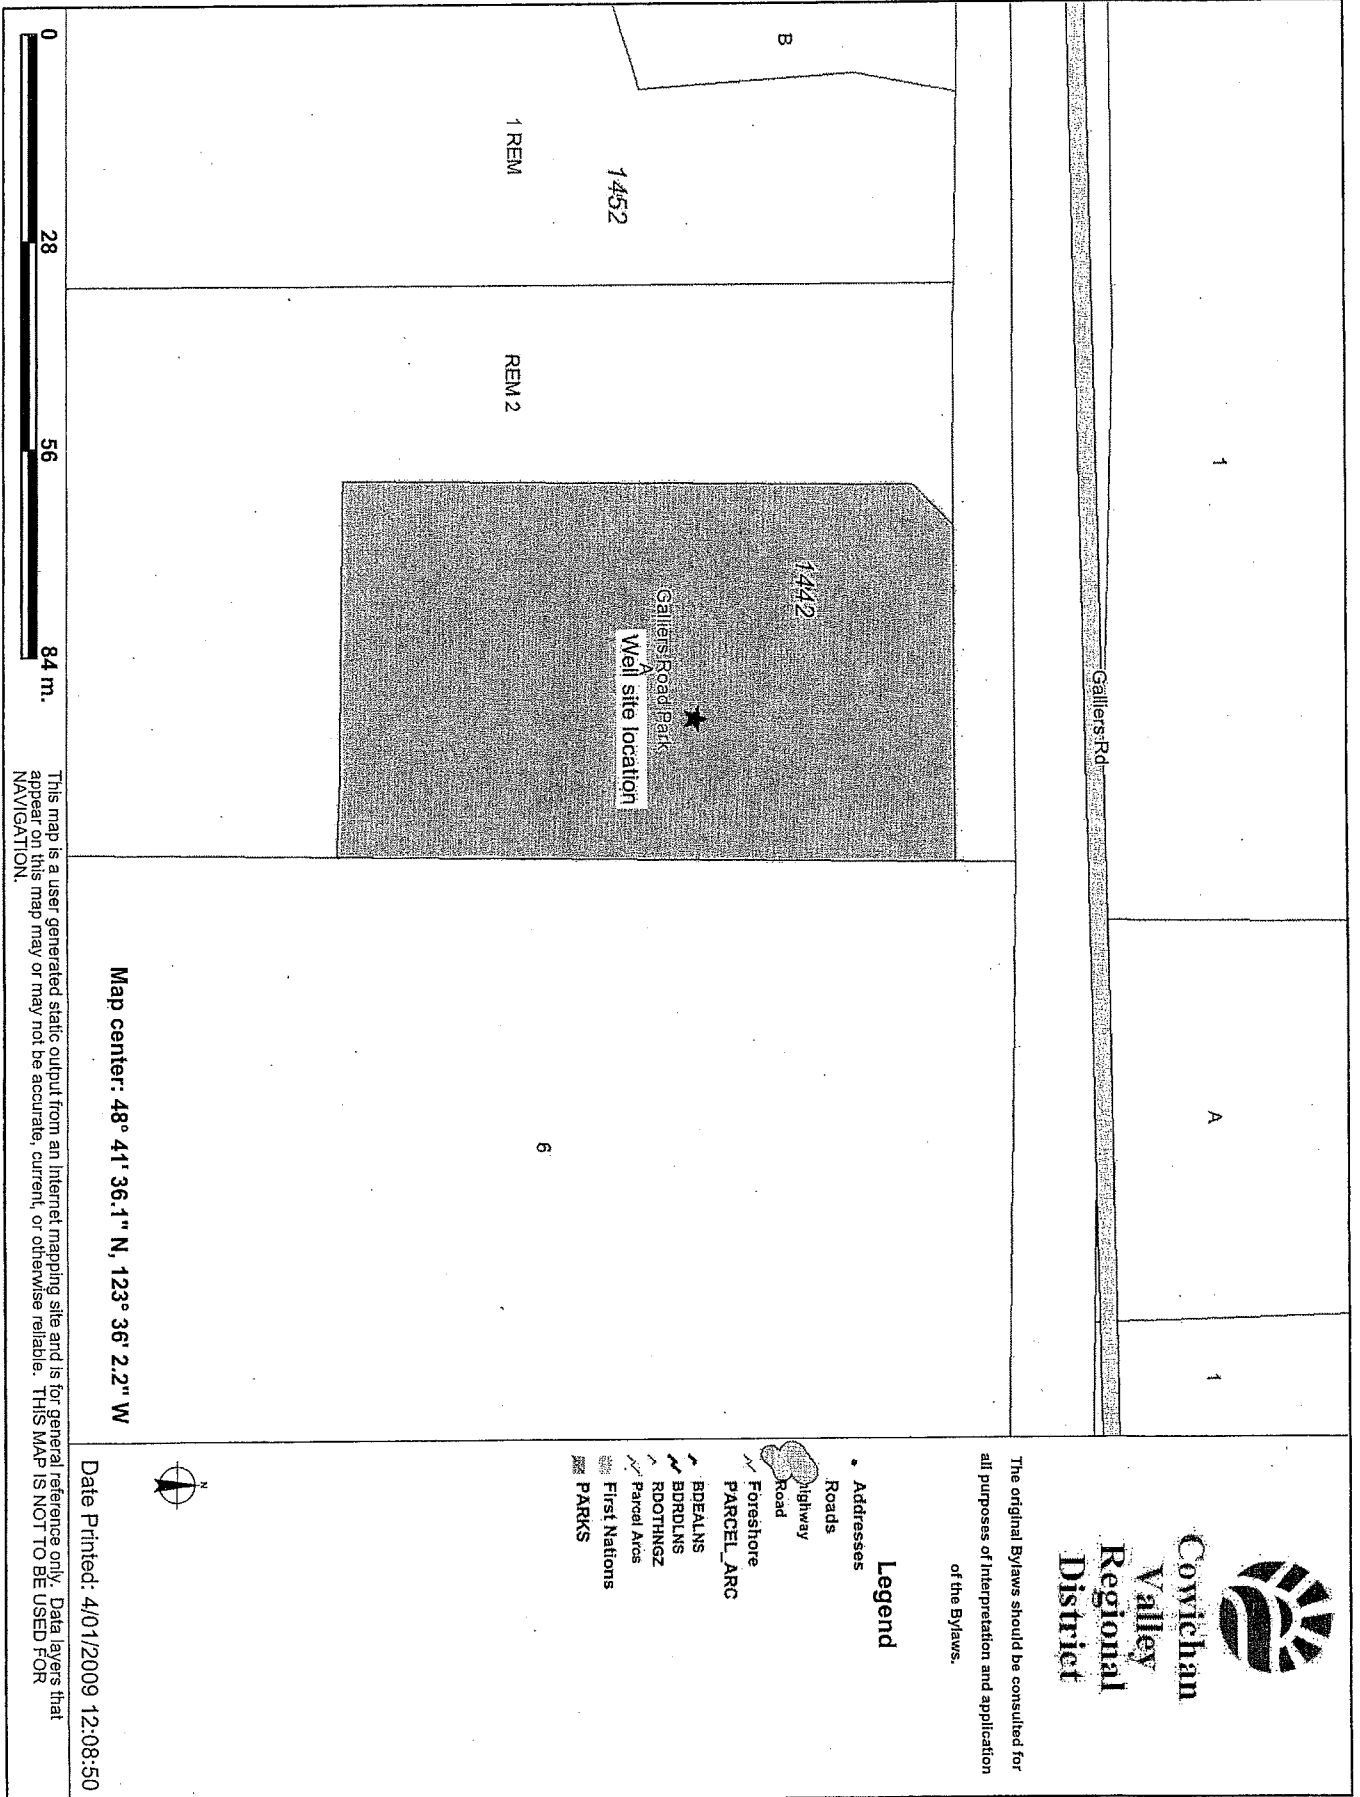 Cowichan
Valley
Regional
District
The original Bylaws should be consulted for
all purposes of interpretation and application
of the Bylaws.
Legend
Addresses
Roads
highway
Road
Foreshore
PARCEL_ARC
BDEALNS
BDRDLNS
RDOTHNGZ
Parcel Arcs
First Nations
PARKS
N
1
A
1
Galliers Rd
B
1442
Galliers Road Park
A
Well site location
1452
1 REM
REM 2
6
Map center: 48° 41' 36.1" N, 123° 36' 2.2" W
0 28 56 84 m.
This map is a user generated static output from an Internet mapping site and is for general reference only. Data layers that
appear on this map may or may not be accurate, current, or otherwise reliable. THIS MAP IS NOT TO BE USED FOR
NAVIGATION.
Date Printed: 4/01/2009 12:08:50